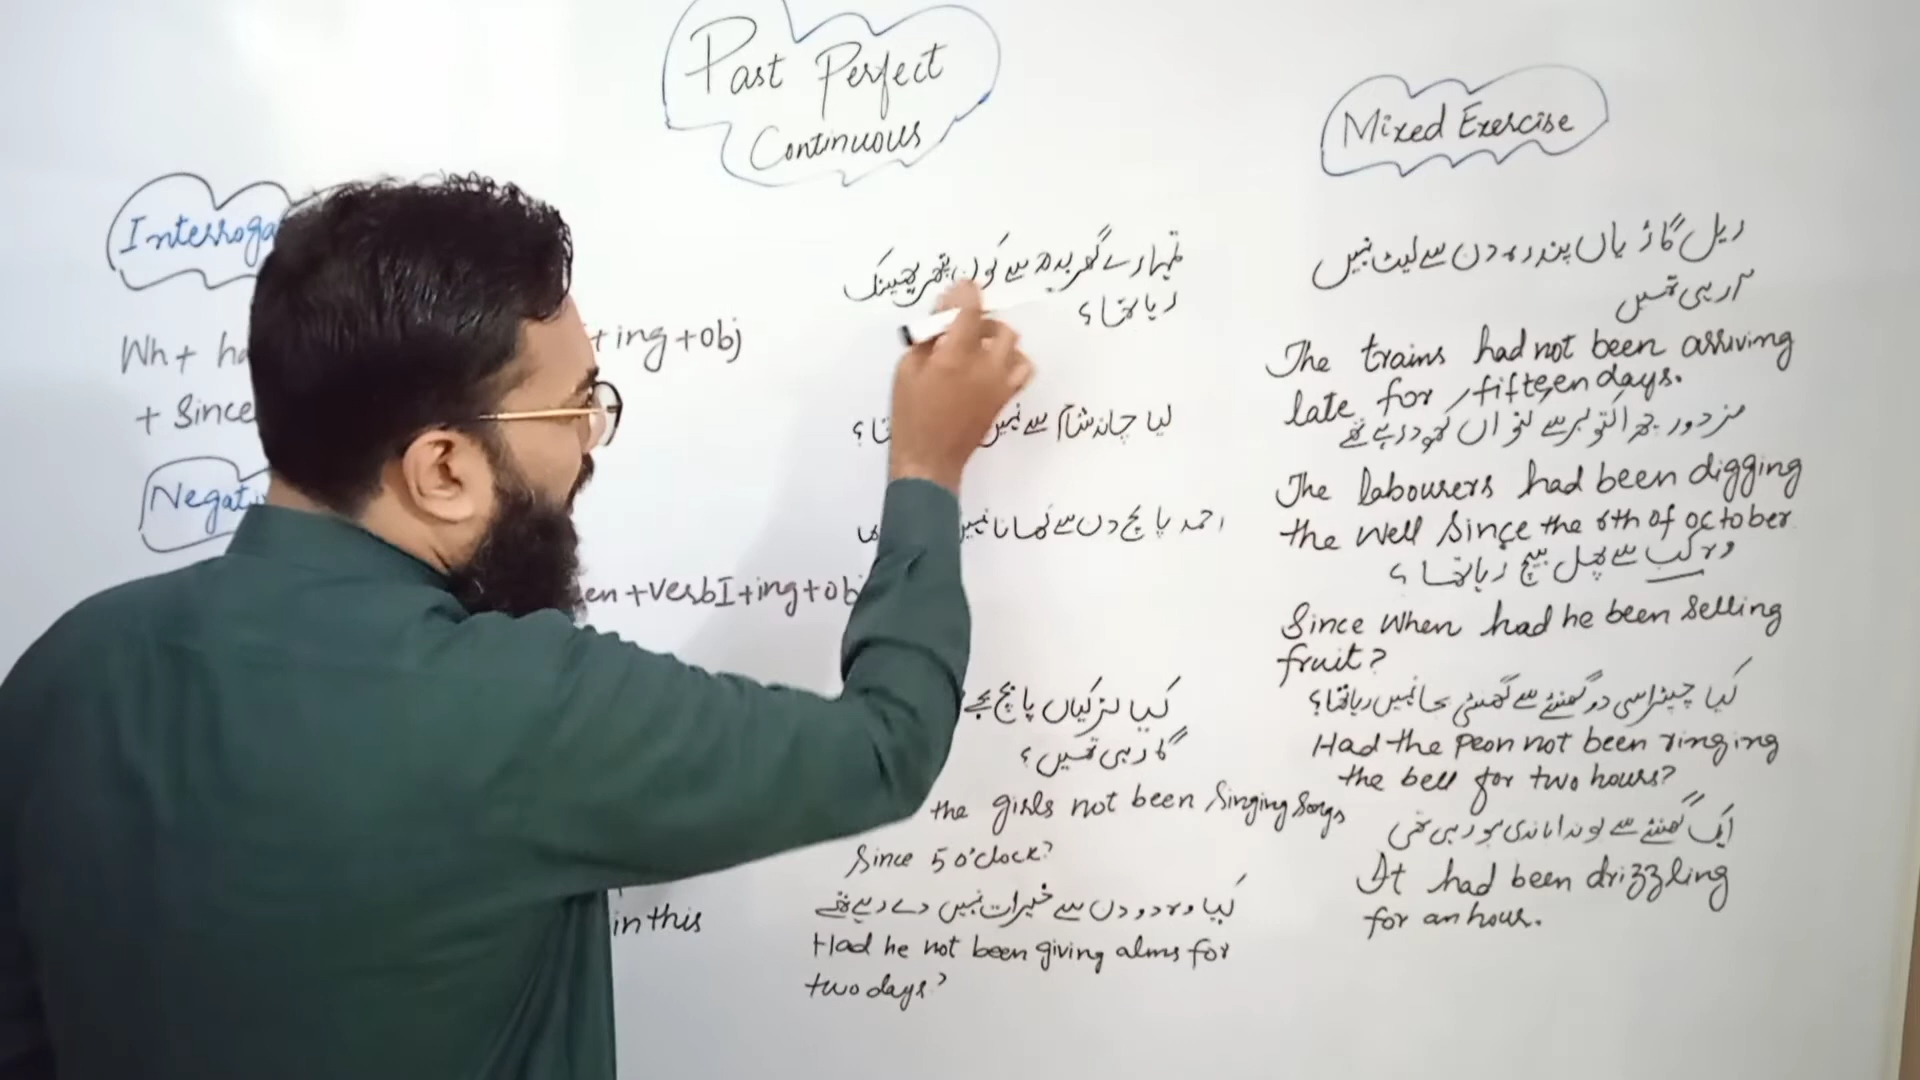 Past Perfect
Continuous
Mixed Exercise
Wh+
+ing+obj
+ Since
+VerbI+ing+obj
in this
تمہارے گھر بدھ سے کون پتھر پھینک
رہا تھا؟
چاند شام سے
احمد پانچ دن سے کھانا
کیا لڑکیاں پانچ بجے
گا رہی تھیں؟
the girls not been singing songs
Since 5 o'clock?
کیا وہ دو دن سے خیرات نہیں دے رہے تھے
Had he not been giving alms for
two days?
ریل گاڑیاں پندرہ دن سے لیٹ نہیں
آ رہی تھیں
The trains had not been arriving
late for fifteen days.
مزدور چھ اکتوبر سے کنواں کھود رہے تھے
The labourers had been digging
the well Since the 6th of october
وہ کب سے پھل بیچ رہا تھا؟
Since When had he been Selling
fruit?
کیا چپڑاسی دو گھنٹے سے گھنٹی بجا نہیں رہا تھا؟
Had the peon not been ringing
the bell for two hours?
ایک گھنٹے سے بوندا باندی ہو رہی تھی
It had been drizzling
for an hour.